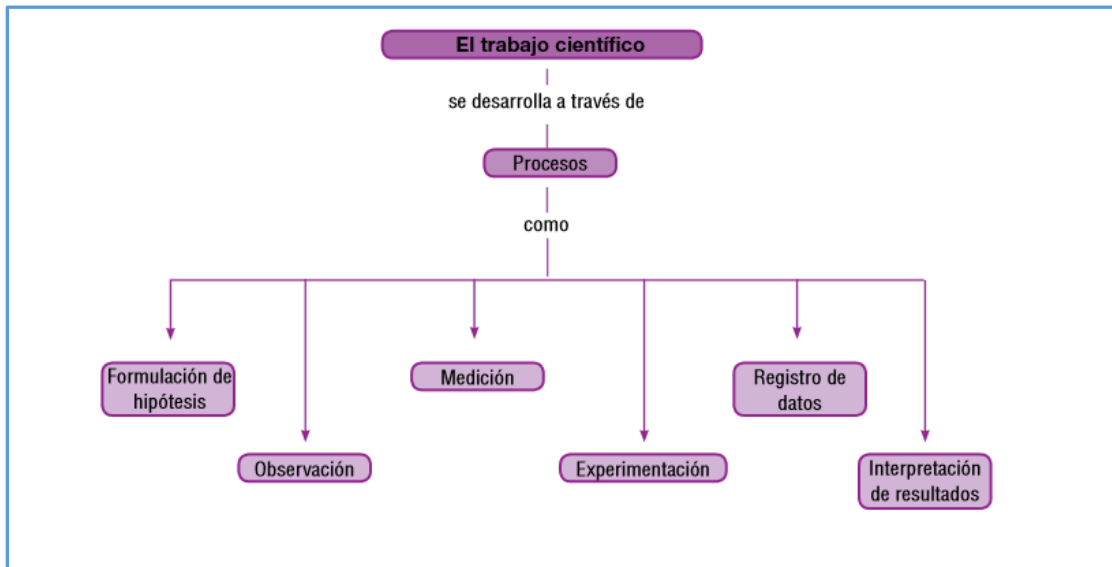 El trabajo científico
se desarrolla a través de
Procesos
como
Formulación de
hipótesis
Medición
Registro de
datos
Observación
Experimentación
Interpretación
de resultados